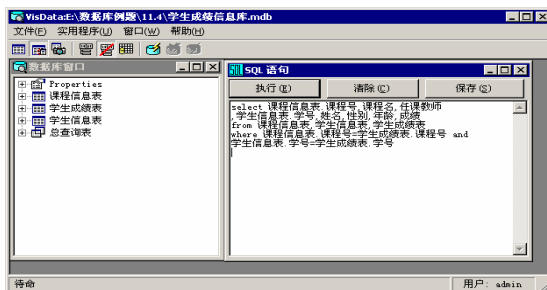 VisData:E:\数据库例题\11.4\学生成绩信息库.mdb
文件(F) 实用程序(U) 窗口(W) 帮助(H)
数据库窗口
Properties
课程信息表
学生成绩表
学生信息表
总查询表
SQL 语句
执行(E) 清除(C) 保存(S)
select 课程信息表.课程号,课程名,任课教师
,学生信息表.学号,姓名,性别,年龄,成绩
from 课程信息表,学生信息表,学生成绩表
where 课程信息表.课程号=学生成绩表.课程号 and
学生信息表.学号=学生成绩表.学号
待命 用户: admin